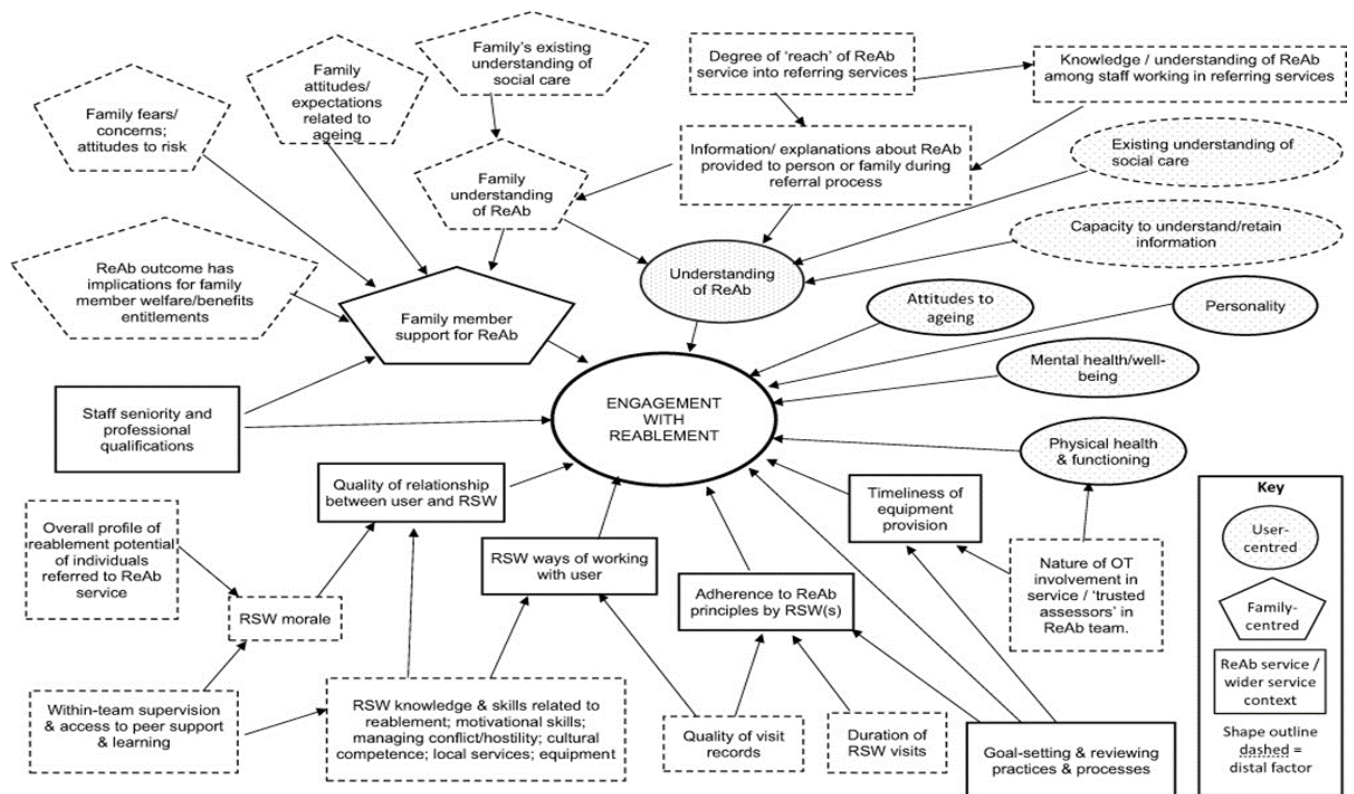 Family's existing
understanding of
social care
Degree of 'reach' of ReAb
service into referring services
Knowledge / understanding of ReAb
among staff working in referring services
Family
attitudes/
expectations
related to
ageing
Family fears/
concerns;
attitudes to
risk
Family
understanding
of ReAb
Information/ explanations about ReAb
provided to person or family during
referral process
Existing understanding of
social care
Capacity to understand/retain
information
ReAb outcome has
implications for family
member welfare/benefits
entitlements
Family member
support for ReAb
Understanding
of ReAb
Attitudes to
ageing
Personality
Mental health/well-
being
Staff seniority and
professional
qualifications
ENGAGEMENT
WITH
REABLEMENT
Physical health
& functioning
Quality of relationship
between user and RSW
Timeliness of
equipment
provision
Overall profile of
reablement potential
of individuals
referred to ReAb
service
RSW ways of working
with user
Adherence to ReAb
principles by RSW(s)
Nature of OT
involvement in
service / 'trusted
assessors' in
ReAb team.
RSW morale
Within-team supervision
& access to peer support
& learning
RSW knowledge & skills related to
reablement; motivational skills;
managing conflict/hostility; cultural
competence; local services; equipment
Quality of visit
records
Duration of
RSW visits
Goal-setting & reviewing
practices & processes
Key
User-
centred
Family-
centred
ReAb service /
wider service
context
Shape outline
dashed =
distal factor